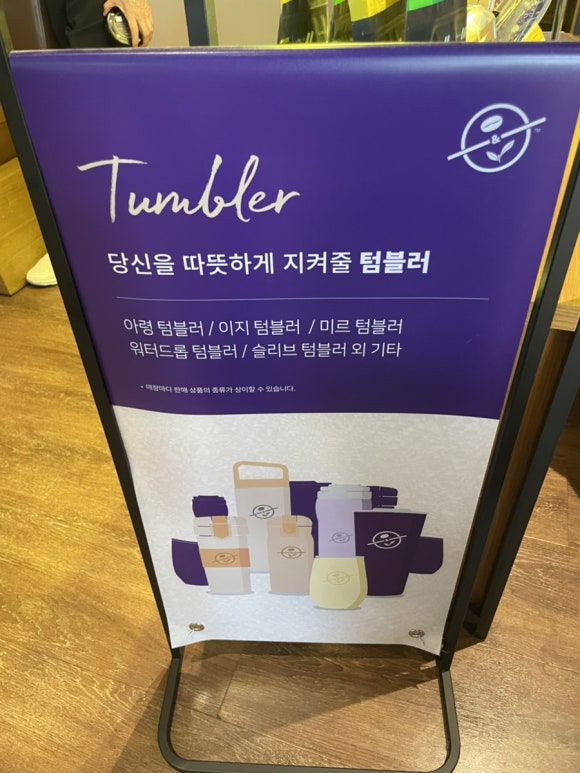 Tumbler
당신을 따뜻하게 지켜줄 텀블러
아령 텀블러 / 이지 텀블러 / 미르 텀블러
워터드롭 텀블러 / 슬리브 텀블러 외 기타
* 매장마다 판매 상품의 종류가 상이할 수 있습니다.
&